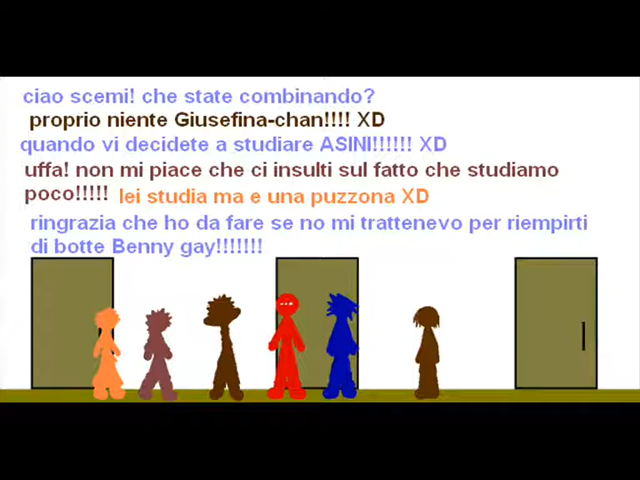 ciao scemi! che state combinando?
proprio niente Giusefina-chan!!!! XD
quando vi decidete a studiare ASINI!!!!!! XD
uffa! non mi piace che ci insulti sul fatto che studiamo
poco!!!!! lei studia ma e una puzzona XD
ringrazia che ho da fare se no mi trattenevo per riempirti
di botte Benny gay!!!!!!!